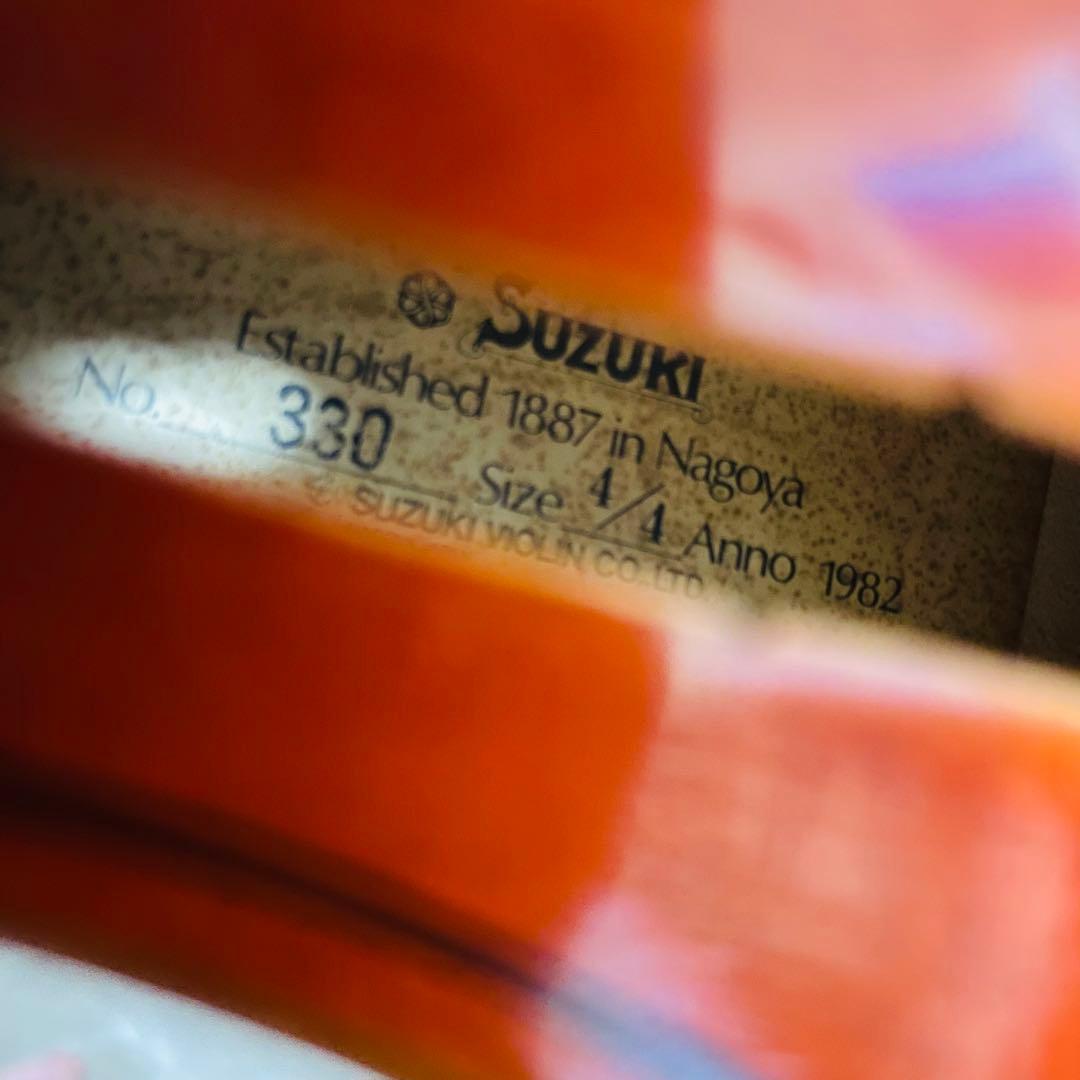 SUZUKI
Established 1887 in Nagoya
No. 330 Size 4/4 Anno 1982
© SUZUKI VIOLIN CO. LTD